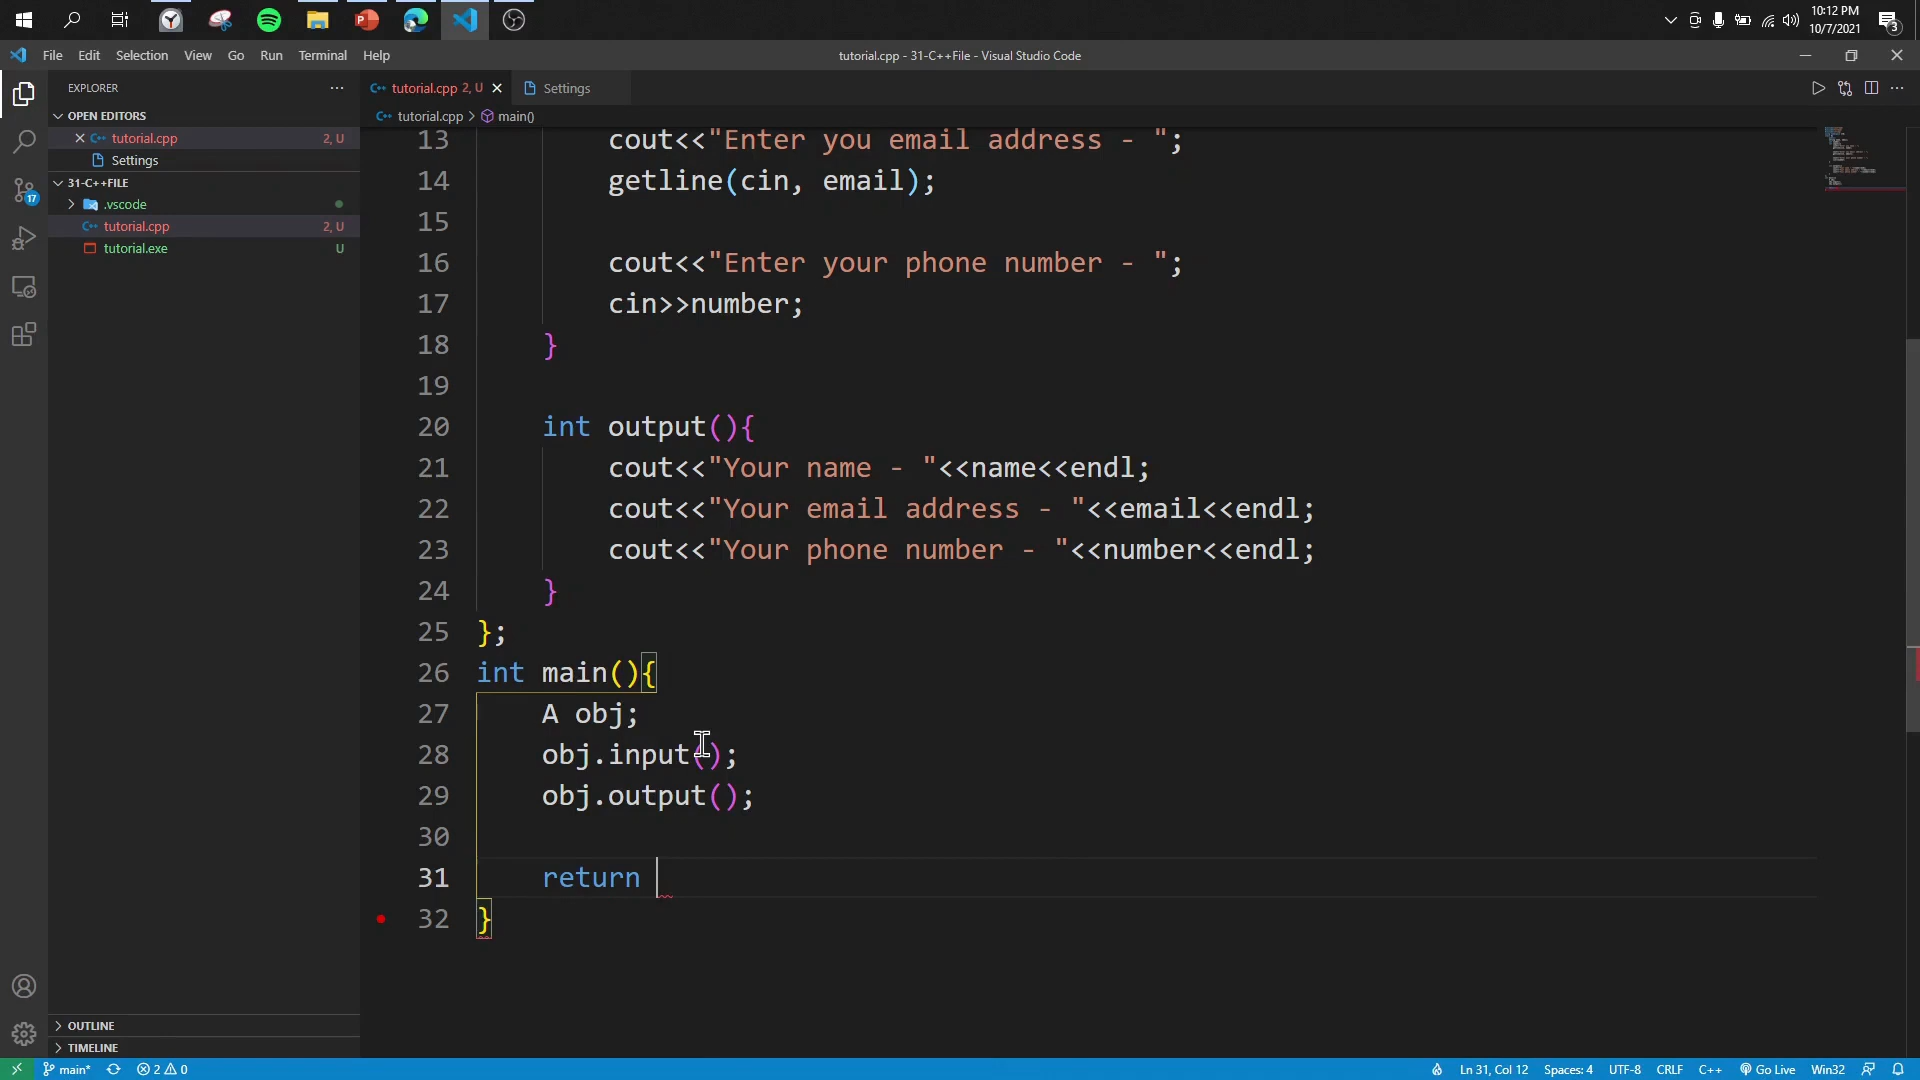 10:12 PM
10/7/2021
3
File Edit Selection View Go Run Terminal Help
tutorial.cpp - 31-C++File - Visual Studio Code
EXPLORER
tutorial.cpp 2, U
Settings
OPEN EDITORS
tutorial.cpp > main()
tutorial.cpp 2, U
Settings
31-C++FILE
.vscode
tutorial.cpp 2, U
tutorial.exe U
17
13 cout<<"Enter you email address - ";
14 getline(cin, email);
15
16 cout<<"Enter your phone number - ";
17 cin>>number;
18 }
19
20 int output(){
21 cout<<"Your name - "<<name<<endl;
22 cout<<"Your email address - "<<email<<endl;
23 cout<<"Your phone number - "<<number<<endl;
24 }
25 };
26 int main(){
27 A obj;
28 obj.input();
29 obj.output();
30
31 return
32 }
OUTLINE
TIMELINE
main* 2 0 Ln 31, Col 12 Spaces: 4 UTF-8 CRLF C++ Go Live Win32